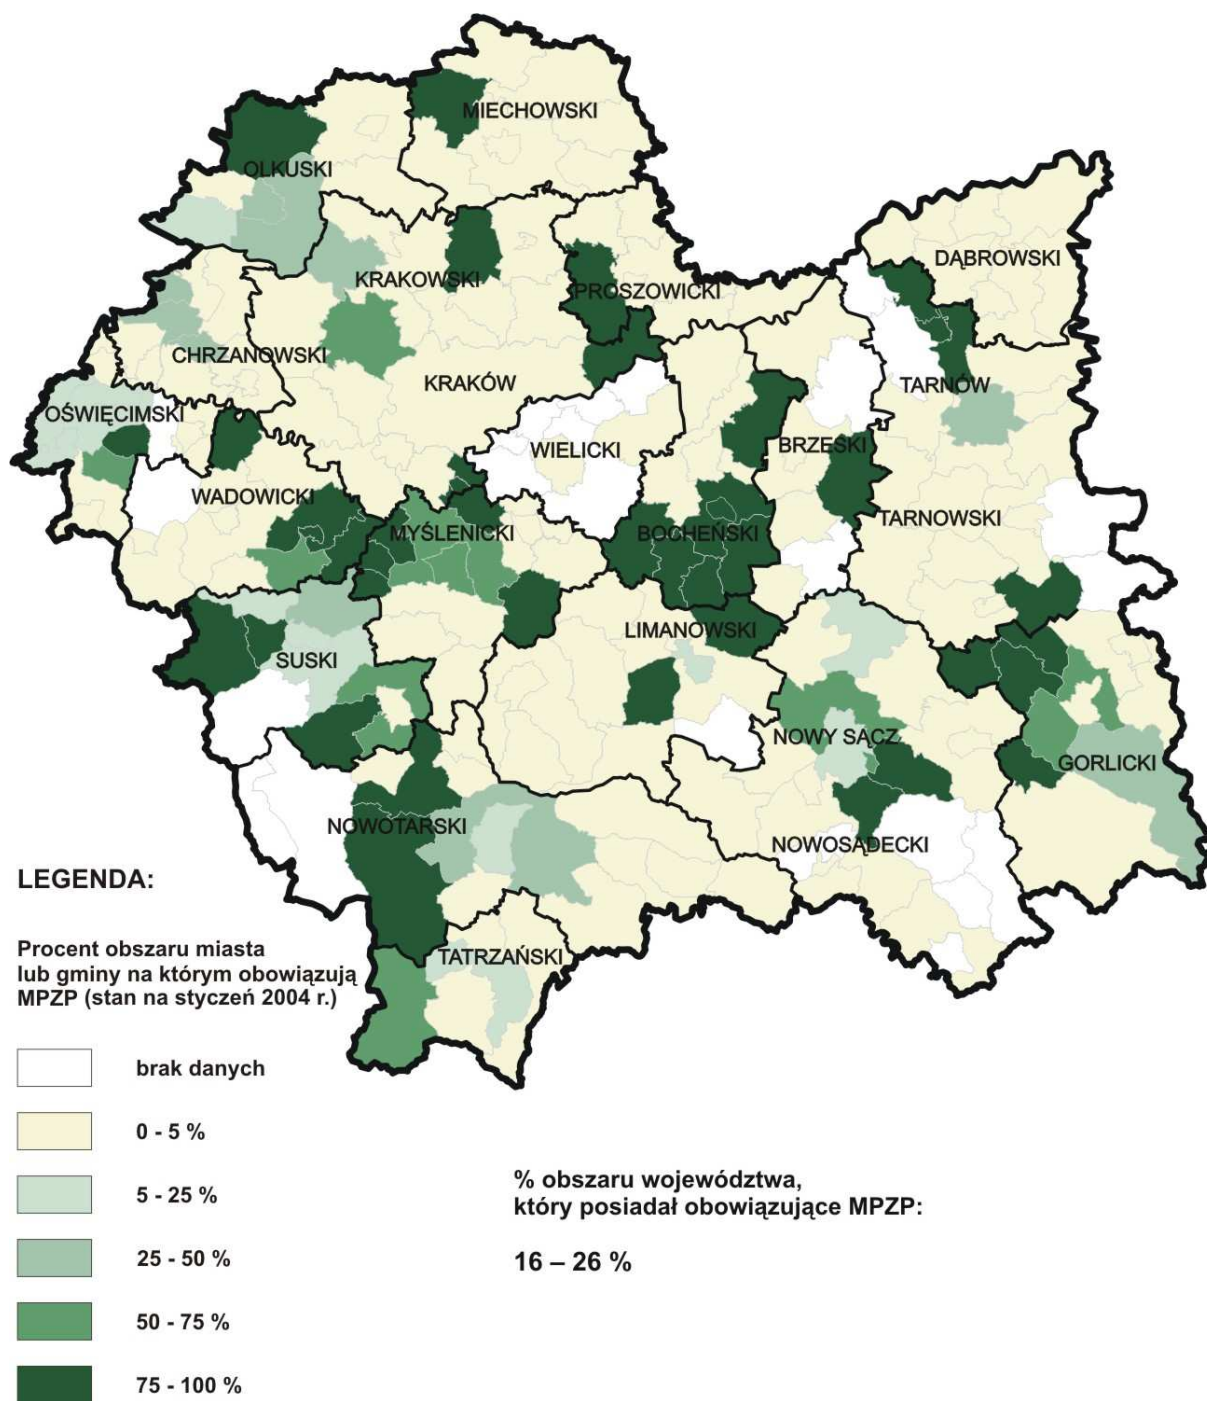 MIECHOWSKI
OLKUSKI
DĄBROWSKI
KRAKOWSKI
PROSZOWICKI
CHRZANOWSKI
KRAKÓW
TARNÓW
OŚWIĘCIMSKI
WIELICKI
BRZESKI
WADOWICKI
MYŚLENICKI
BOCHEŃSKI
TARNOWSKI
LIMANOWSKI
SUSKI
NOWY SĄCZ
GORLICKI
NOWOTARSKI
NOWOSĄDECKI
TATRZAŃSKI
LEGENDA:
Procent obszaru miasta
lub gminy na którym obowiązują
MPZP (stan na styczeń 2004 r.)
brak danych
0 - 5 %
5 - 25 %
25 - 50 %
50 - 75 %
75 - 100 %
% obszaru województwa,
który posiadał obowiązujące MPZP:
16 – 26 %